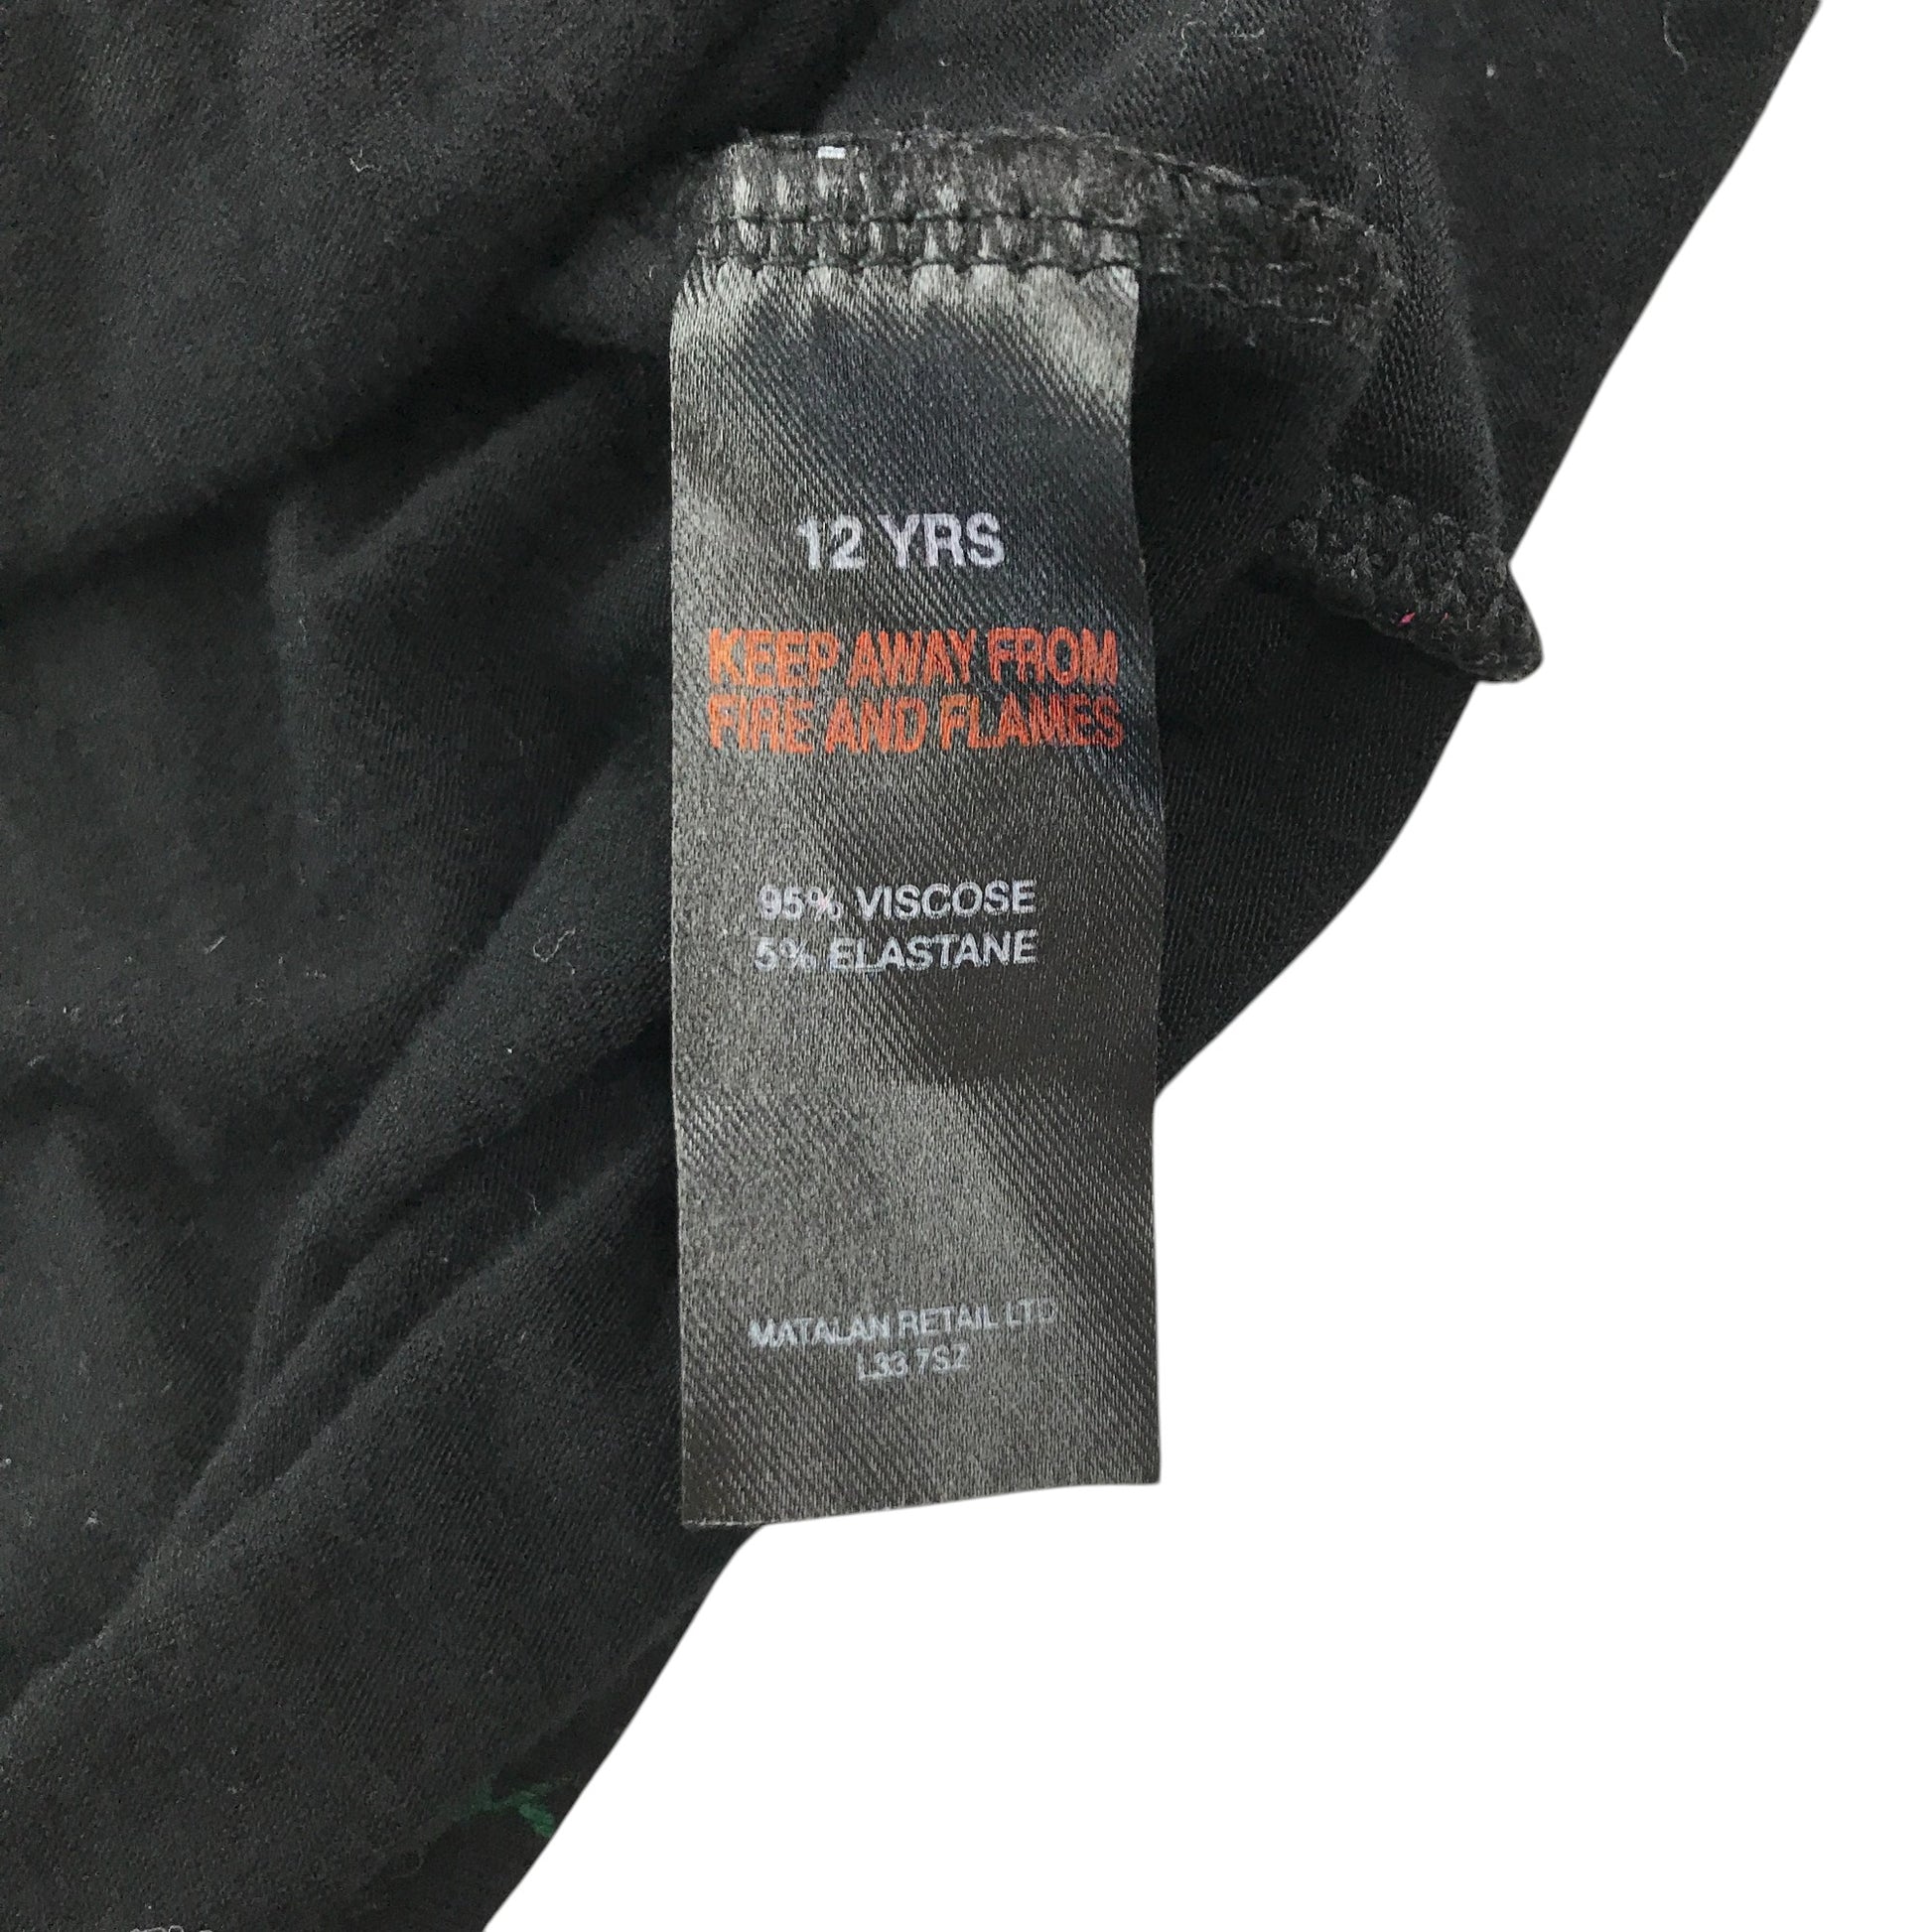 12 YRS
KEEP AWAY FROM
FIRE AND FLAMES
95% VISCOSE
5% ELASTANE
MATALAN RETAIL LTD
L33 7SZ